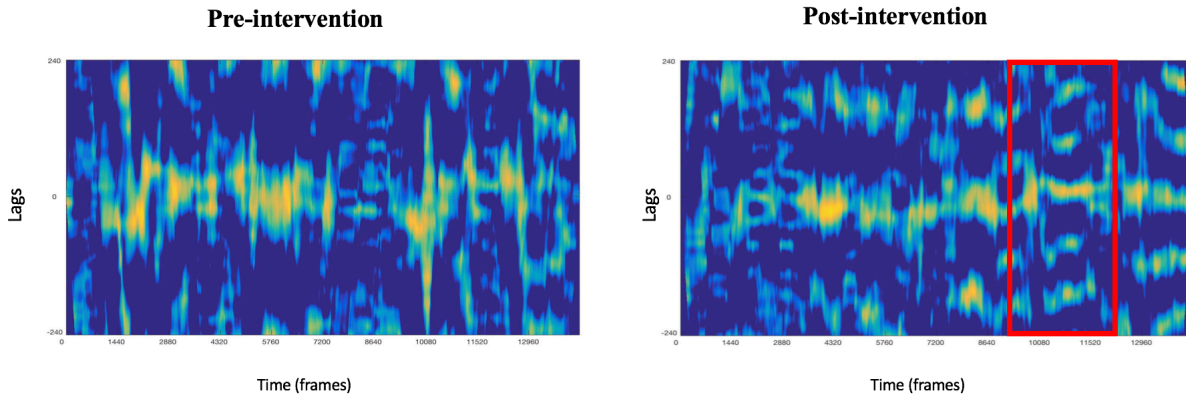 Pre-intervention
Post-intervention
240
0
-240
Lags
0 1440 2880 4320 5760 7200 8640 10080 11520 12960
Time (frames)
240
0
-240
Lags
0 1440 2880 4320 5760 7200 8640 10080 11520 12960
Time (frames)